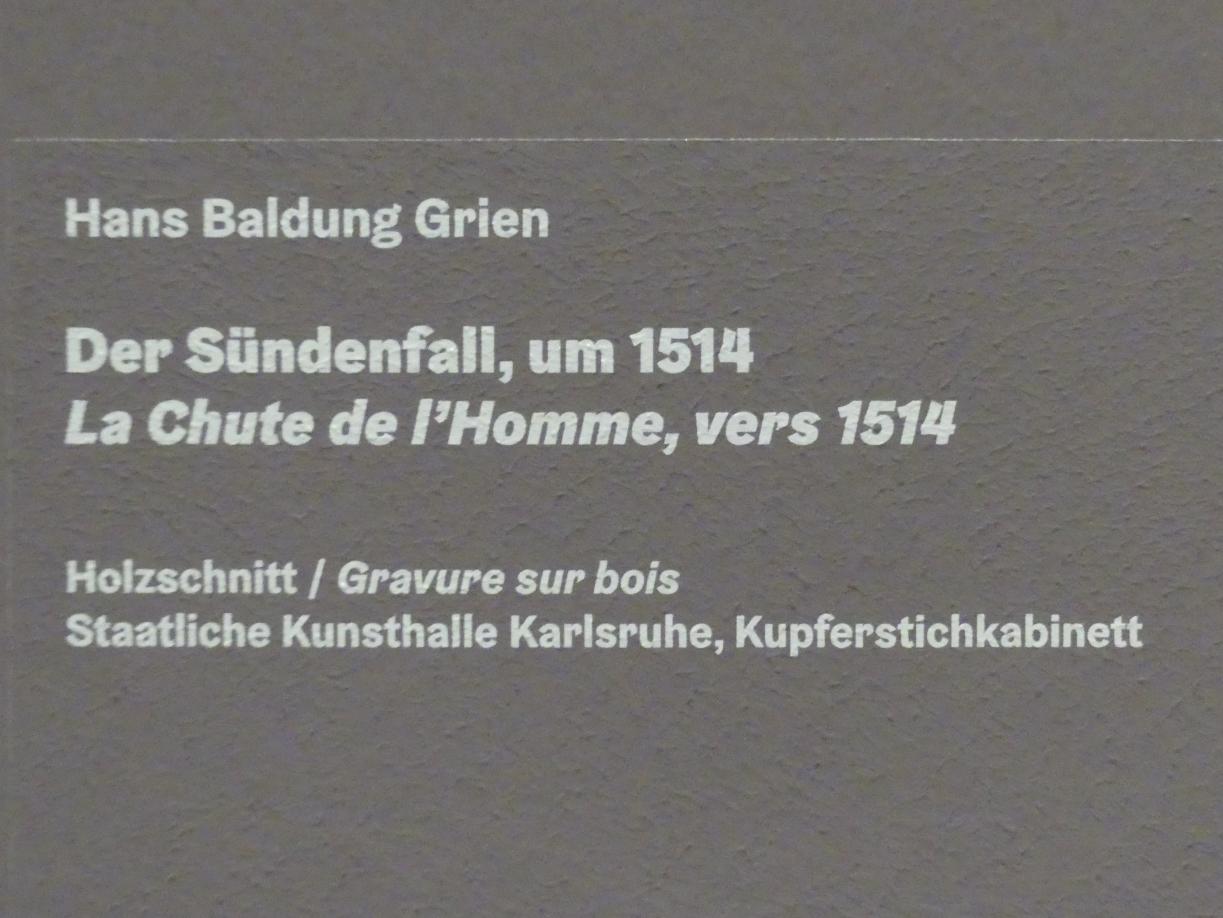 Hans Baldung Grien
Der Sündenfall, um 1514
La Chute de l’Homme, vers 1514
Holzschnitt / Gravure sur bois
Staatliche Kunsthalle Karlsruhe, Kupferstichkabinett